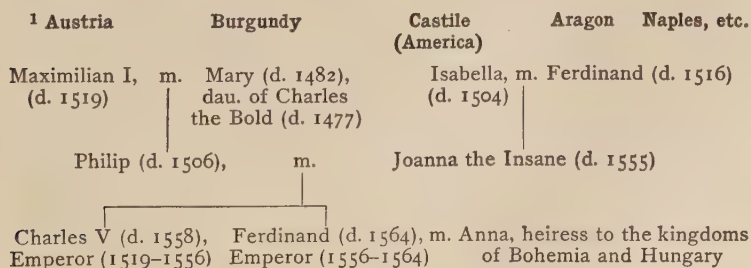 1 Austria Burgundy Castile Aragon Naples, etc.
(America)
Maximilian I, m. Mary (d. 1482), Isabella, m. Ferdinand (d. 1516)
(d. 1519) dau. of Charles (d. 1504)
the Bold (d. 1477)
Philip (d. 1506), m. Joanna the Insane (d. 1555)
Charles V (d. 1558), Ferdinand (d. 1564), m. Anna, heiress to the kingdoms
Emperor (1519–1556) Emperor (1556–1564) of Bohemia and Hungary